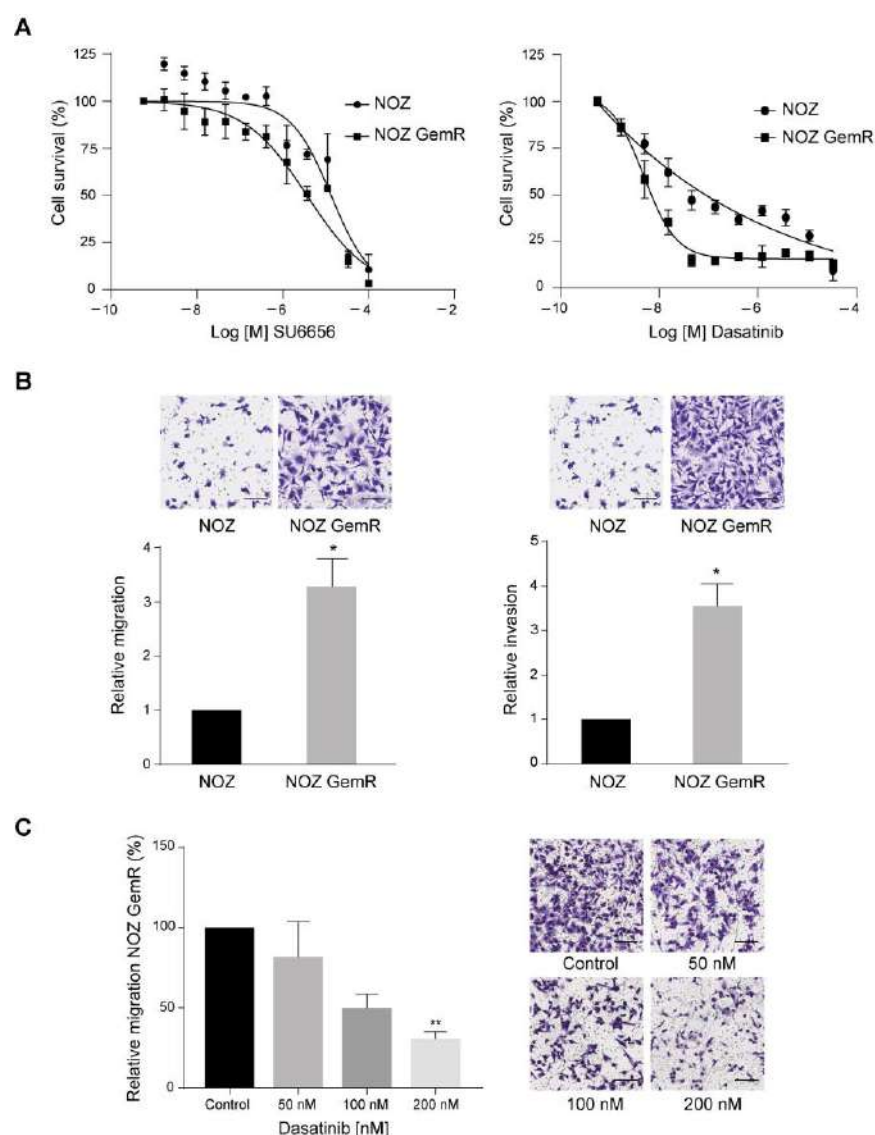 A
125
100
75
50
25
0
Cell survival (%)
NOZ
NOZ GemR
−10
−8
−6
−4
−2
Log [M] SU6656
125
100
75
50
25
0
Cell survival (%)
NOZ
NOZ GemR
−10
−8
−6
−4
Log [M] Dasatinib
B
NOZ
NOZ GemR
4
3
2
1
0
Relative migration
*
NOZ
NOZ GemR
NOZ
NOZ GemR
5
4
3
2
1
0
Relative invasion
*
NOZ
NOZ GemR
C
150
100
50
0
Relative migration NOZ GemR (%)
**
Control
50 nM
100 nM
200 nM
Dasatinib [nM]
Control
50 nM
100 nM
200 nM